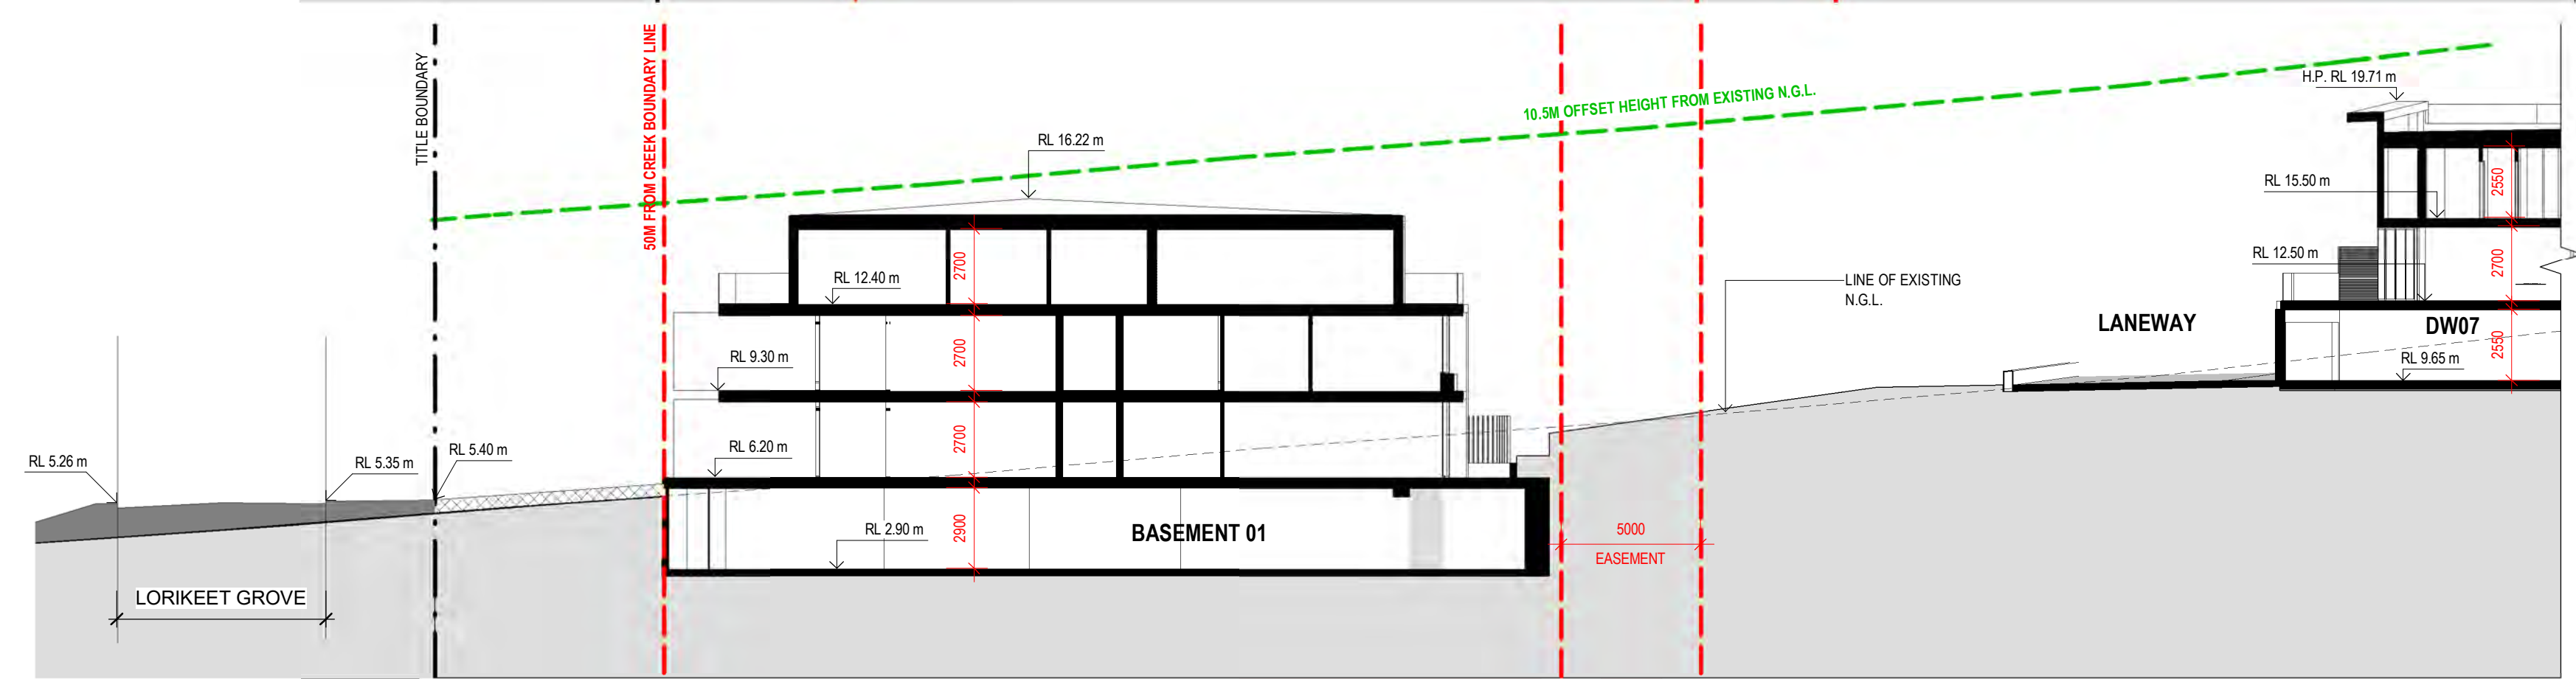 TITLE BOUNDARY
50M FROM CREEK BOUNDARY LINE
10.5M OFFSET HEIGHT FROM EXISTING N.G.L.
H.P. RL 19.71 m
RL 16.22 m
RL 15.50 m
2550
RL 12.50 m
2700
LINE OF EXISTING
N.G.L.
RL 12.40 m
2700
LANEWAY
DW07
2550
RL 9.65 m
RL 9.30 m
2700
RL 6.20 m
2700
RL 5.26 m
RL 5.35 m
RL 5.40 m
RL 2.90 m
2900
BASEMENT 01
5000
EASEMENT
LORIKEET GROVE